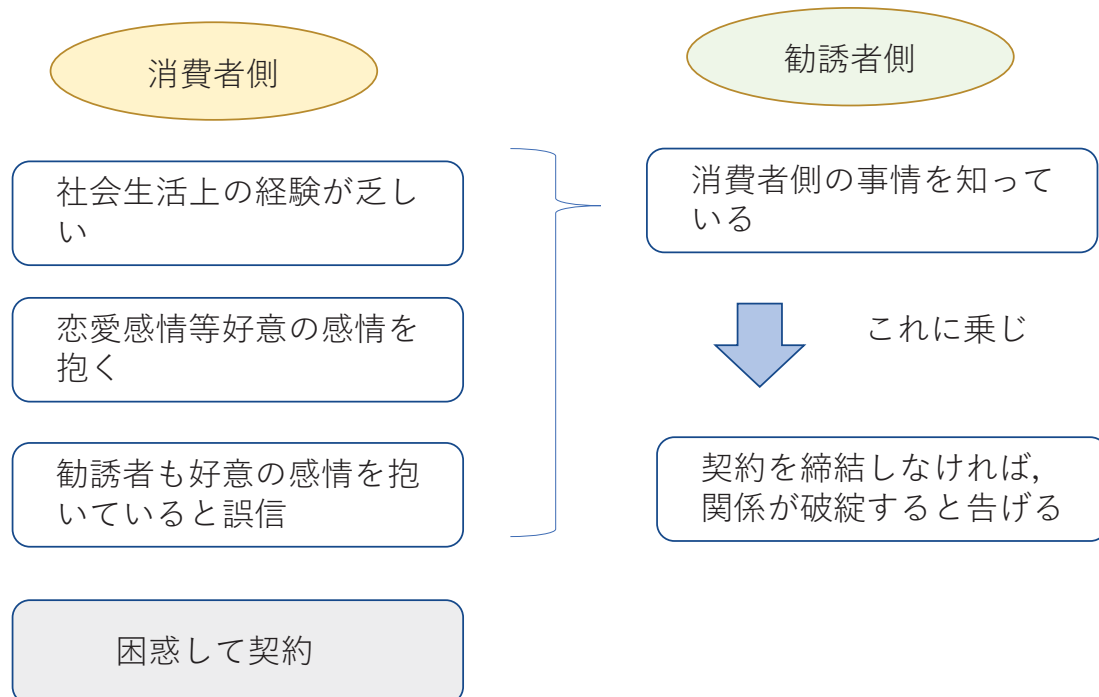 消費者側
社会生活上の経験が乏し
い
恋愛感情等好意の感情を
抱く
勧誘者も好意の感情を抱
いていると誤信
困惑して契約
勧誘者側
消費者側の事情を知って
いる
これに乗じ
契約を締結しなければ,
関係が破綻すると告げる